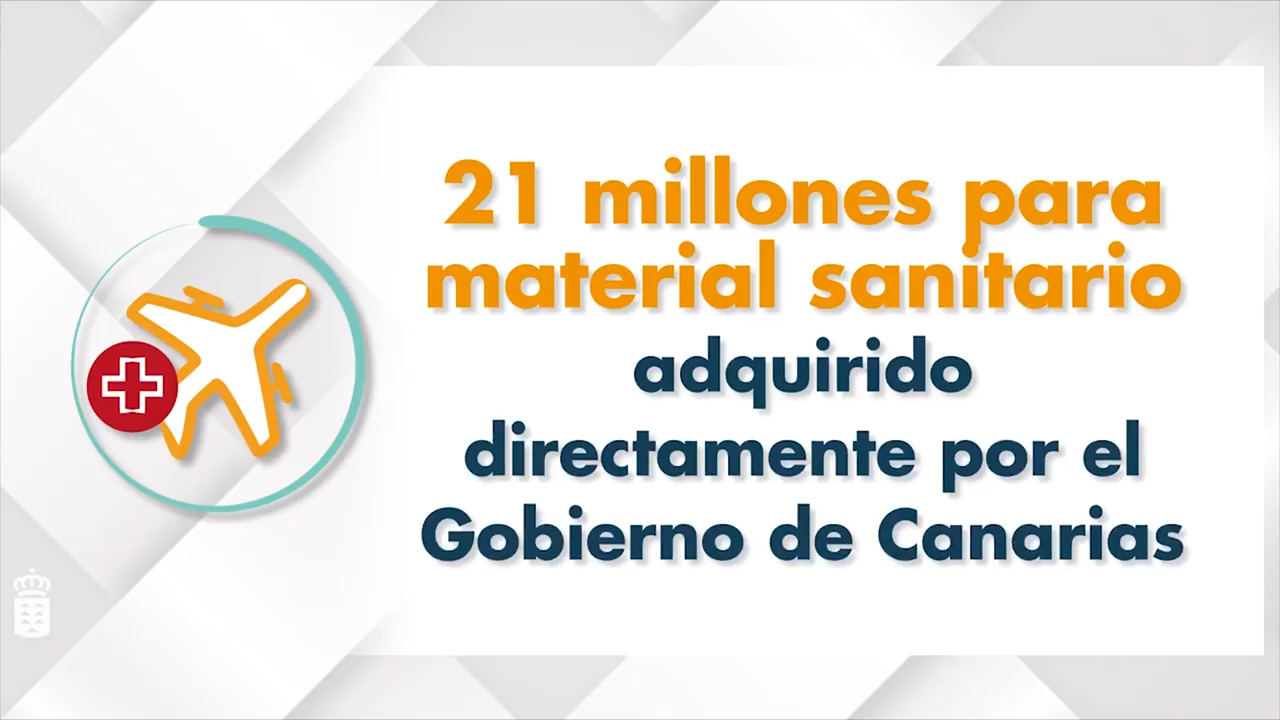 21 millones para
material sanitario
adquirido
directamente por el
Gobierno de Canarias